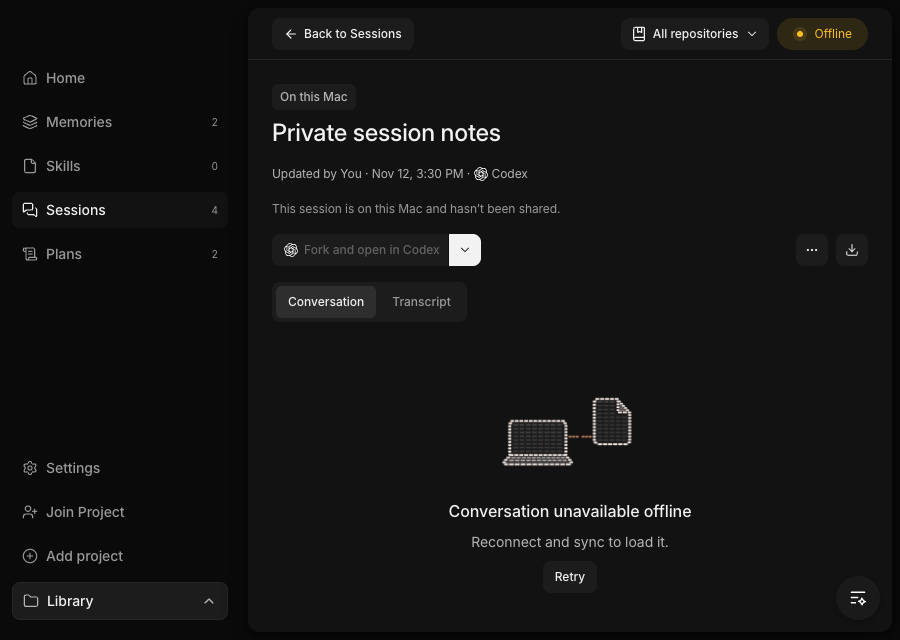 Back to Sessions
All repositories
Offline
Home
Memories 2
Skills 0
Sessions 4
Plans 2
Settings
Join Project
Add project
Library
On this Mac
Private session notes
Updated by You · Nov 12, 3:30 PM · Codex
This session is on this Mac and hasn't been shared.
Fork and open in Codex
Conversation Transcript
Conversation unavailable offline
Reconnect and sync to load it.
Retry